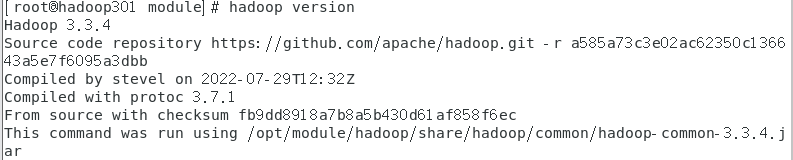 [root@hadoop301 module]# hadoop version
Hadoop 3.3.4
Source code repository https://github.com/apache/hadoop.git -r a585a73c3e02ac62350c1366
43a5e7f6095a3dbb
Compiled by stevel on 2022-07-29T12:32Z
Compiled with protoc 3.7.1
From source with checksum fb9dd8918a7b8a5b430d61af858f6ec
This command was run using /opt/module/hadoop/share/hadoop/common/hadoop-common-3.3.4.j
ar